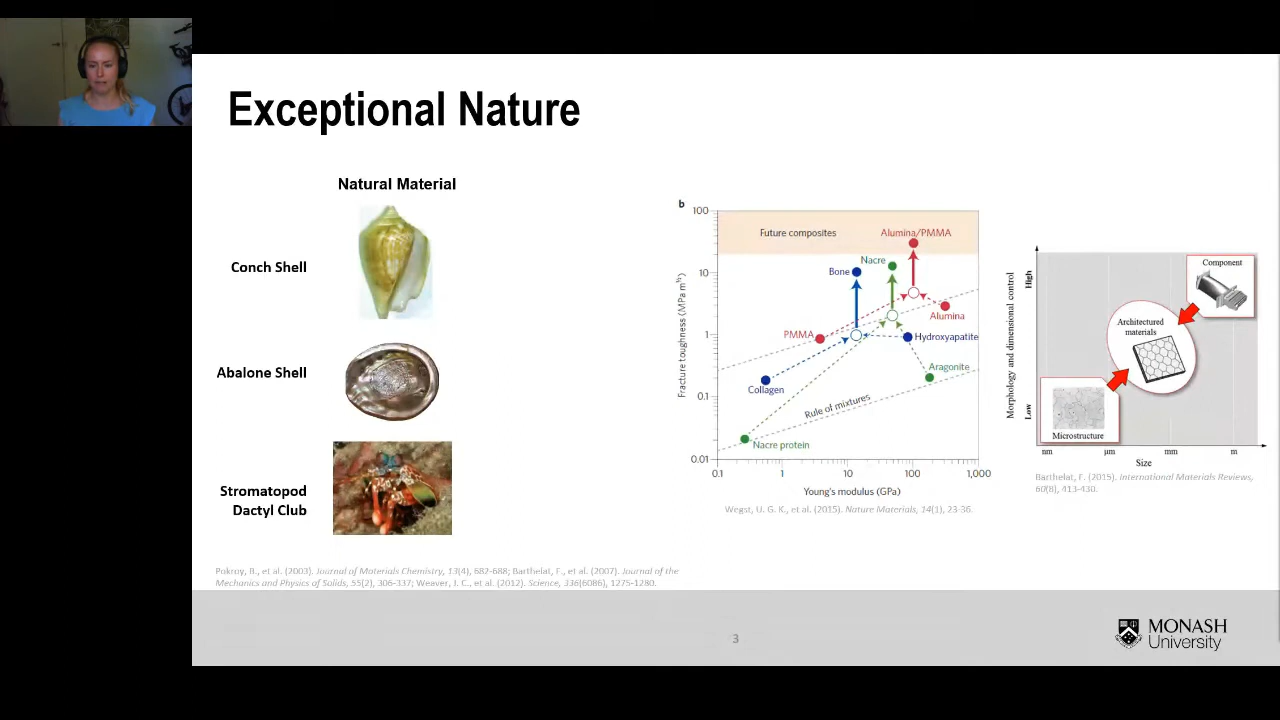 Exceptional Nature
Natural Material
Conch Shell
Abalone Shell
Stromatopod
Dactyl Club
Pokroy, B., et al. (2003). Journal of Materials Chemistry, 13(4), 682-688; Barthelat, F., et al. (2007). Journal of the
Mechanics and Physics of Solids, 55(2), 306-337; Weaver, J. C., et al. (2012). Science, 336(6086), 1275-1280.
b
100
10
1
0.1
0.01
Fracture toughness (MPa m½)
Future composites
Alumina/PMMA
Bone
Nacre
PMMA
Alumina
Hydroxyapatite
Collagen
Aragonite
Rule of mixtures
Nacre protein
0.1
1
10
100
1,000
Young's modulus (GPa)
Wegst, U. G. K., et al. (2015). Nature Materials, 14(1), 23-36.
Morphology and dimensional control
High
Low
Component
Architectured
materials
Microstructure
nm
μm
mm
m
Size
Barthelat, F. (2015). International Materials Reviews,
60(8), 413-430.
3
MONASH
University